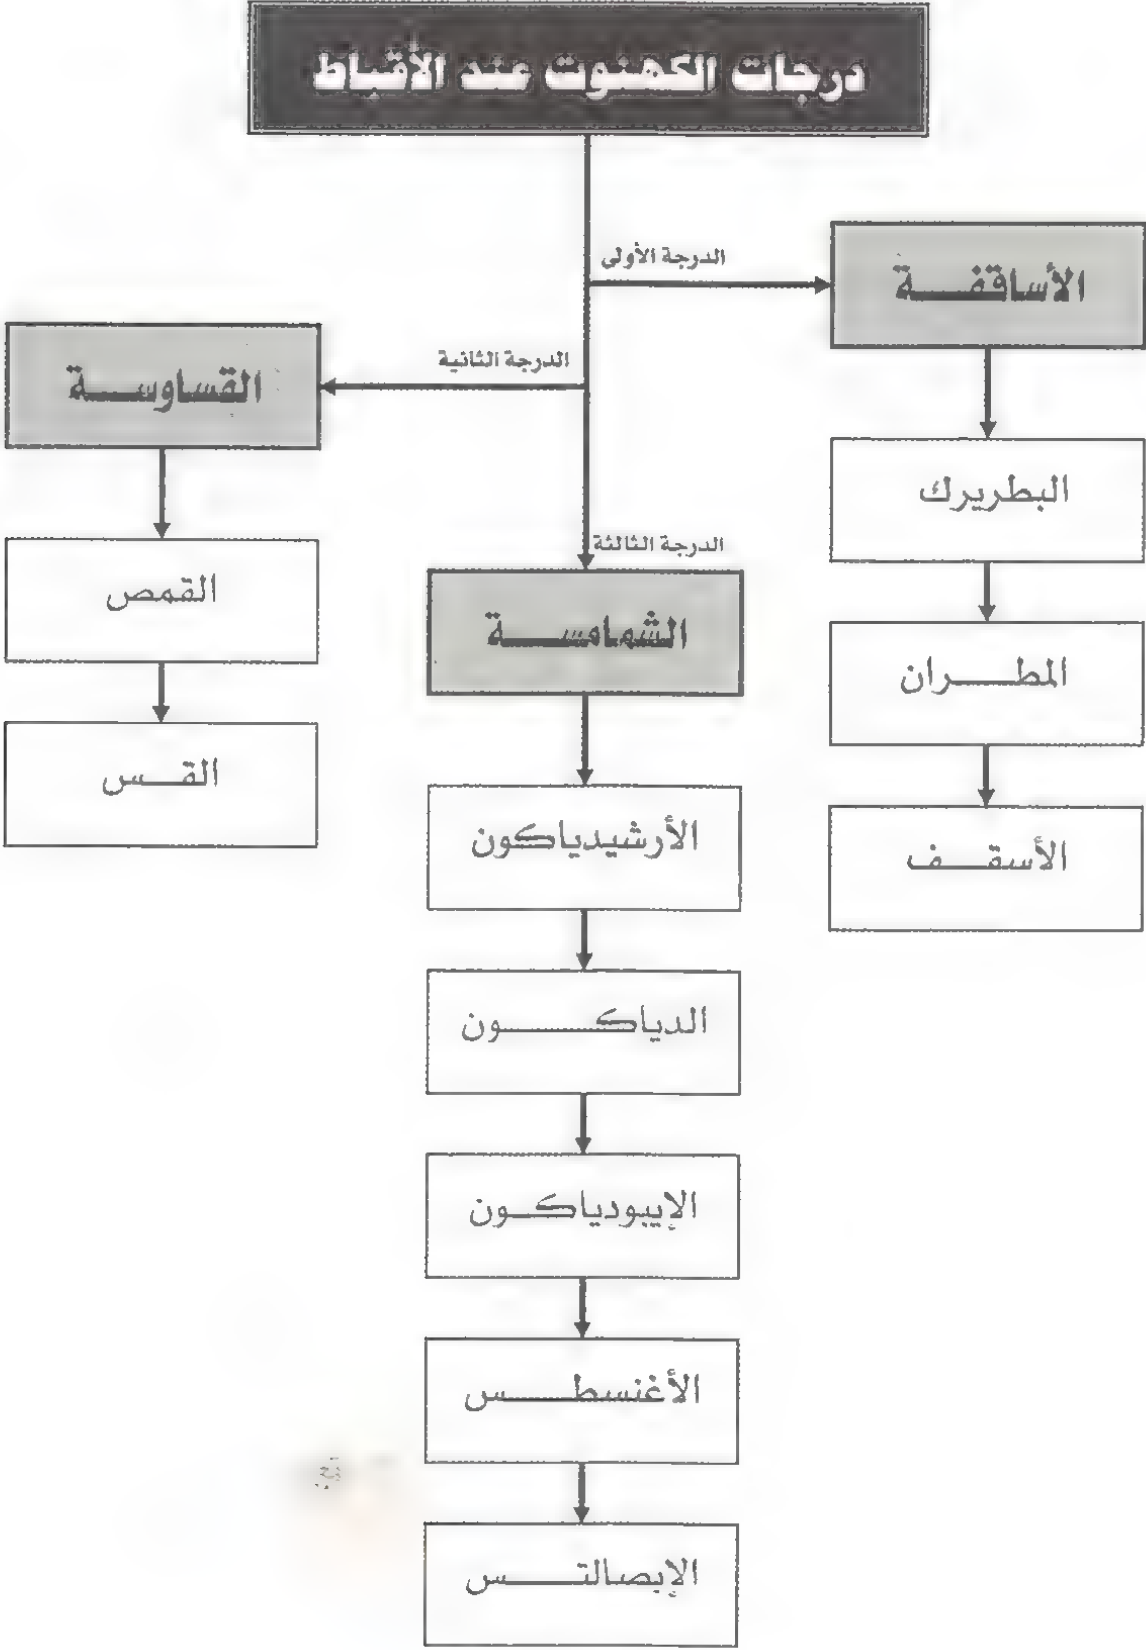 درجات الكهنوت عند الأقباط
الدرجة الأولى
الأساقفة
البطريرك
المطران
الأسقف
الدرجة الثانية
القساوسة
القمص
القس
الدرجة الثالثة
الشمامسة
الأرشيدياكون
الدياكون
الإيبودياكون
الأغنسطس
الإبصالتس